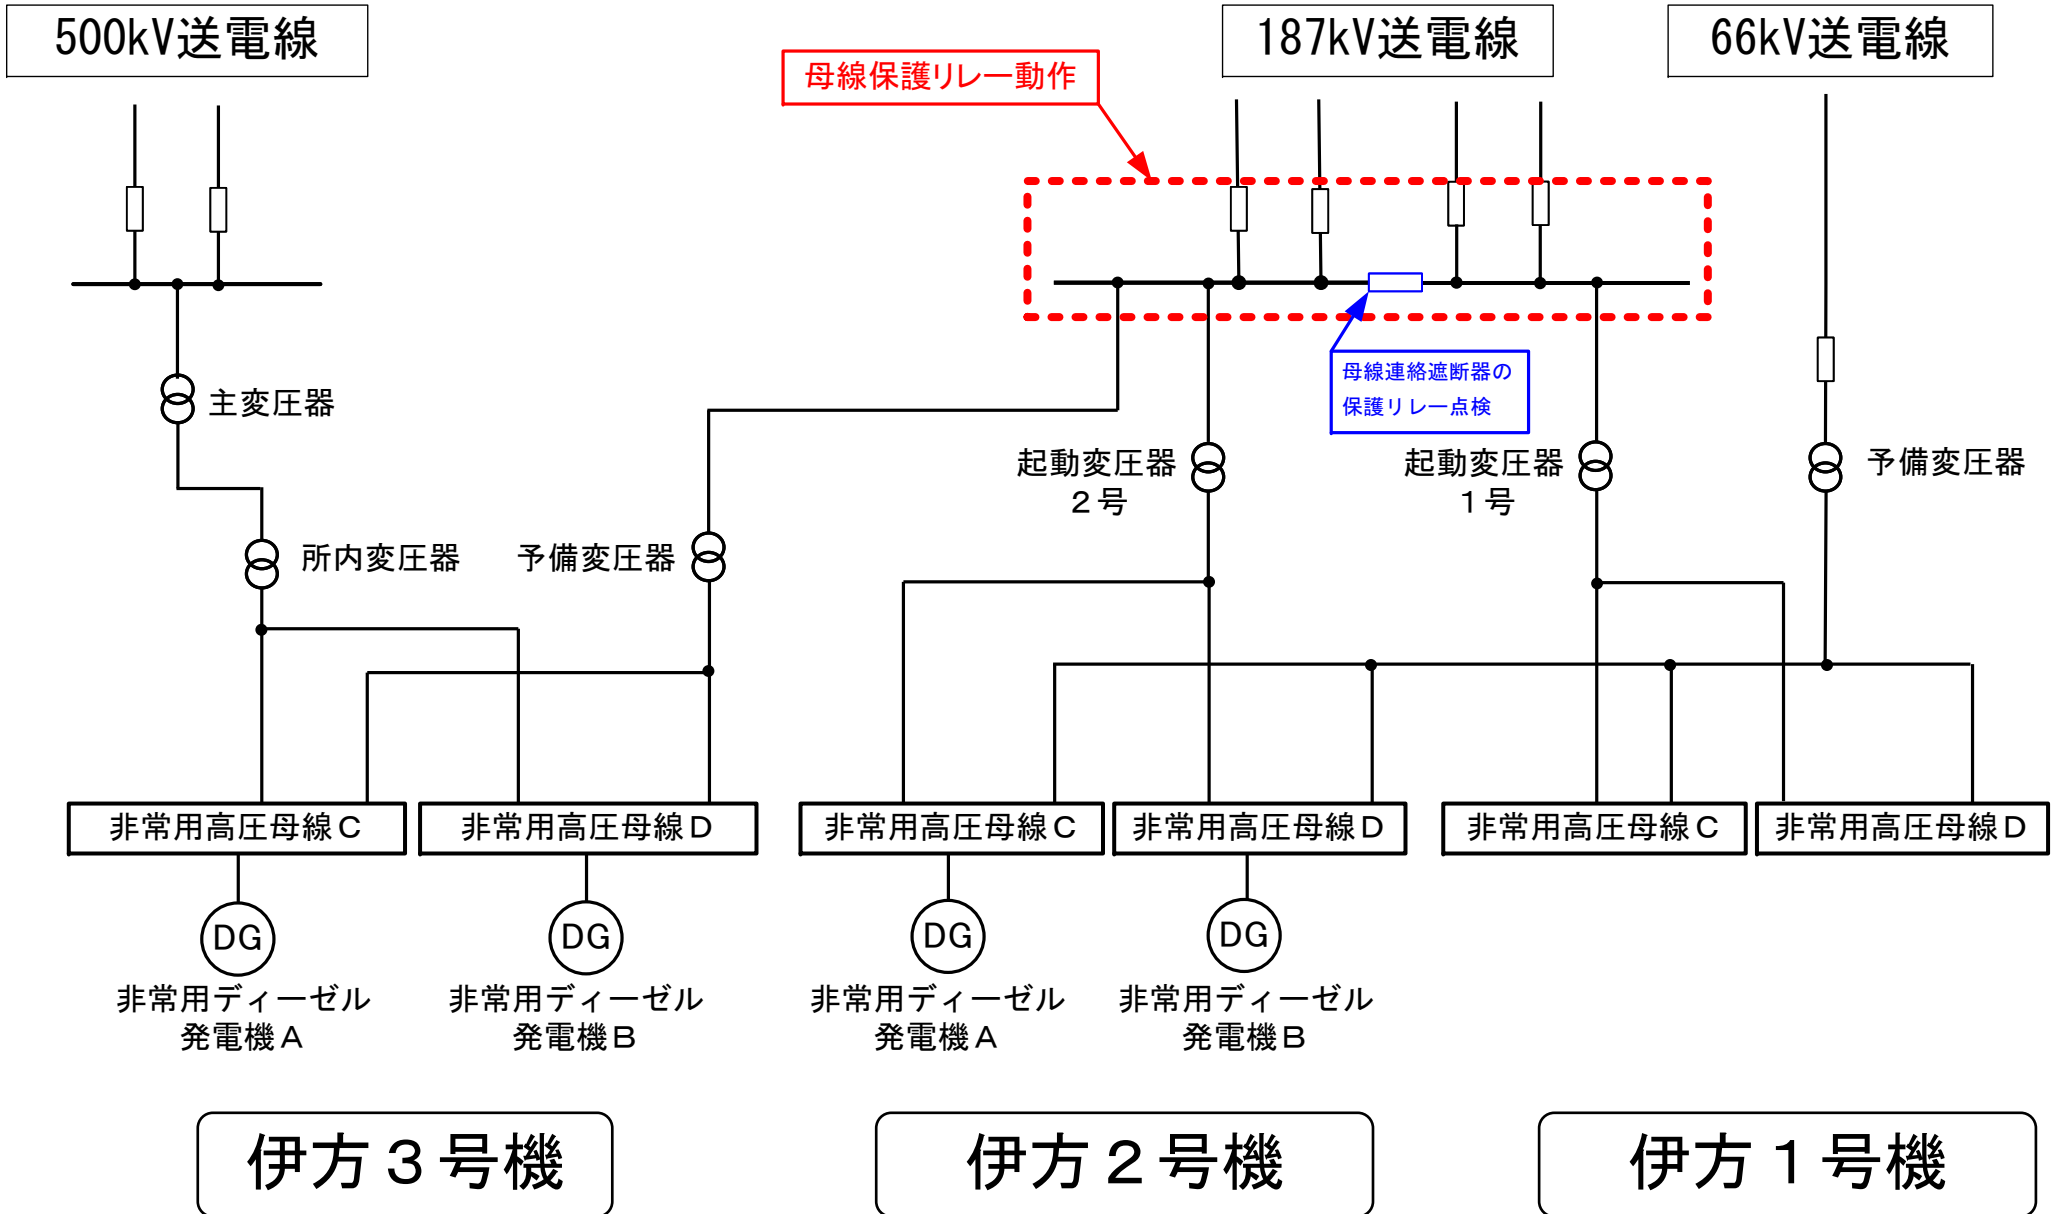 500kV送電線
187kV送電線
66kV送電線
母線保護リレー動作
母線連絡遮断器の
保護リレー点検
主変圧器
起動変圧器
２号
起動変圧器
１号
予備変圧器
所内変圧器
予備変圧器
非常用高圧母線Ｃ
非常用高圧母線Ｄ
非常用高圧母線Ｃ
非常用高圧母線Ｄ
非常用高圧母線Ｃ
非常用高圧母線Ｄ
DG
DG
DG
DG
非常用ディーゼル
発電機Ａ
非常用ディーゼル
発電機Ｂ
非常用ディーゼル
発電機Ａ
非常用ディーゼル
発電機Ｂ
伊方３号機
伊方２号機
伊方１号機